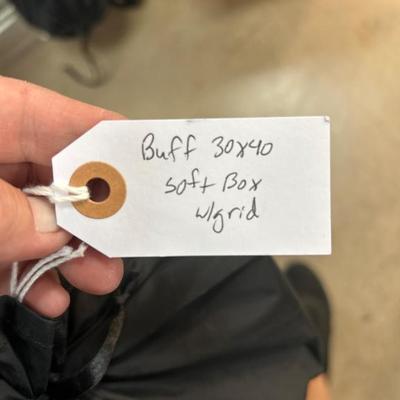 Buff 30x40
Soft Box
w/grid